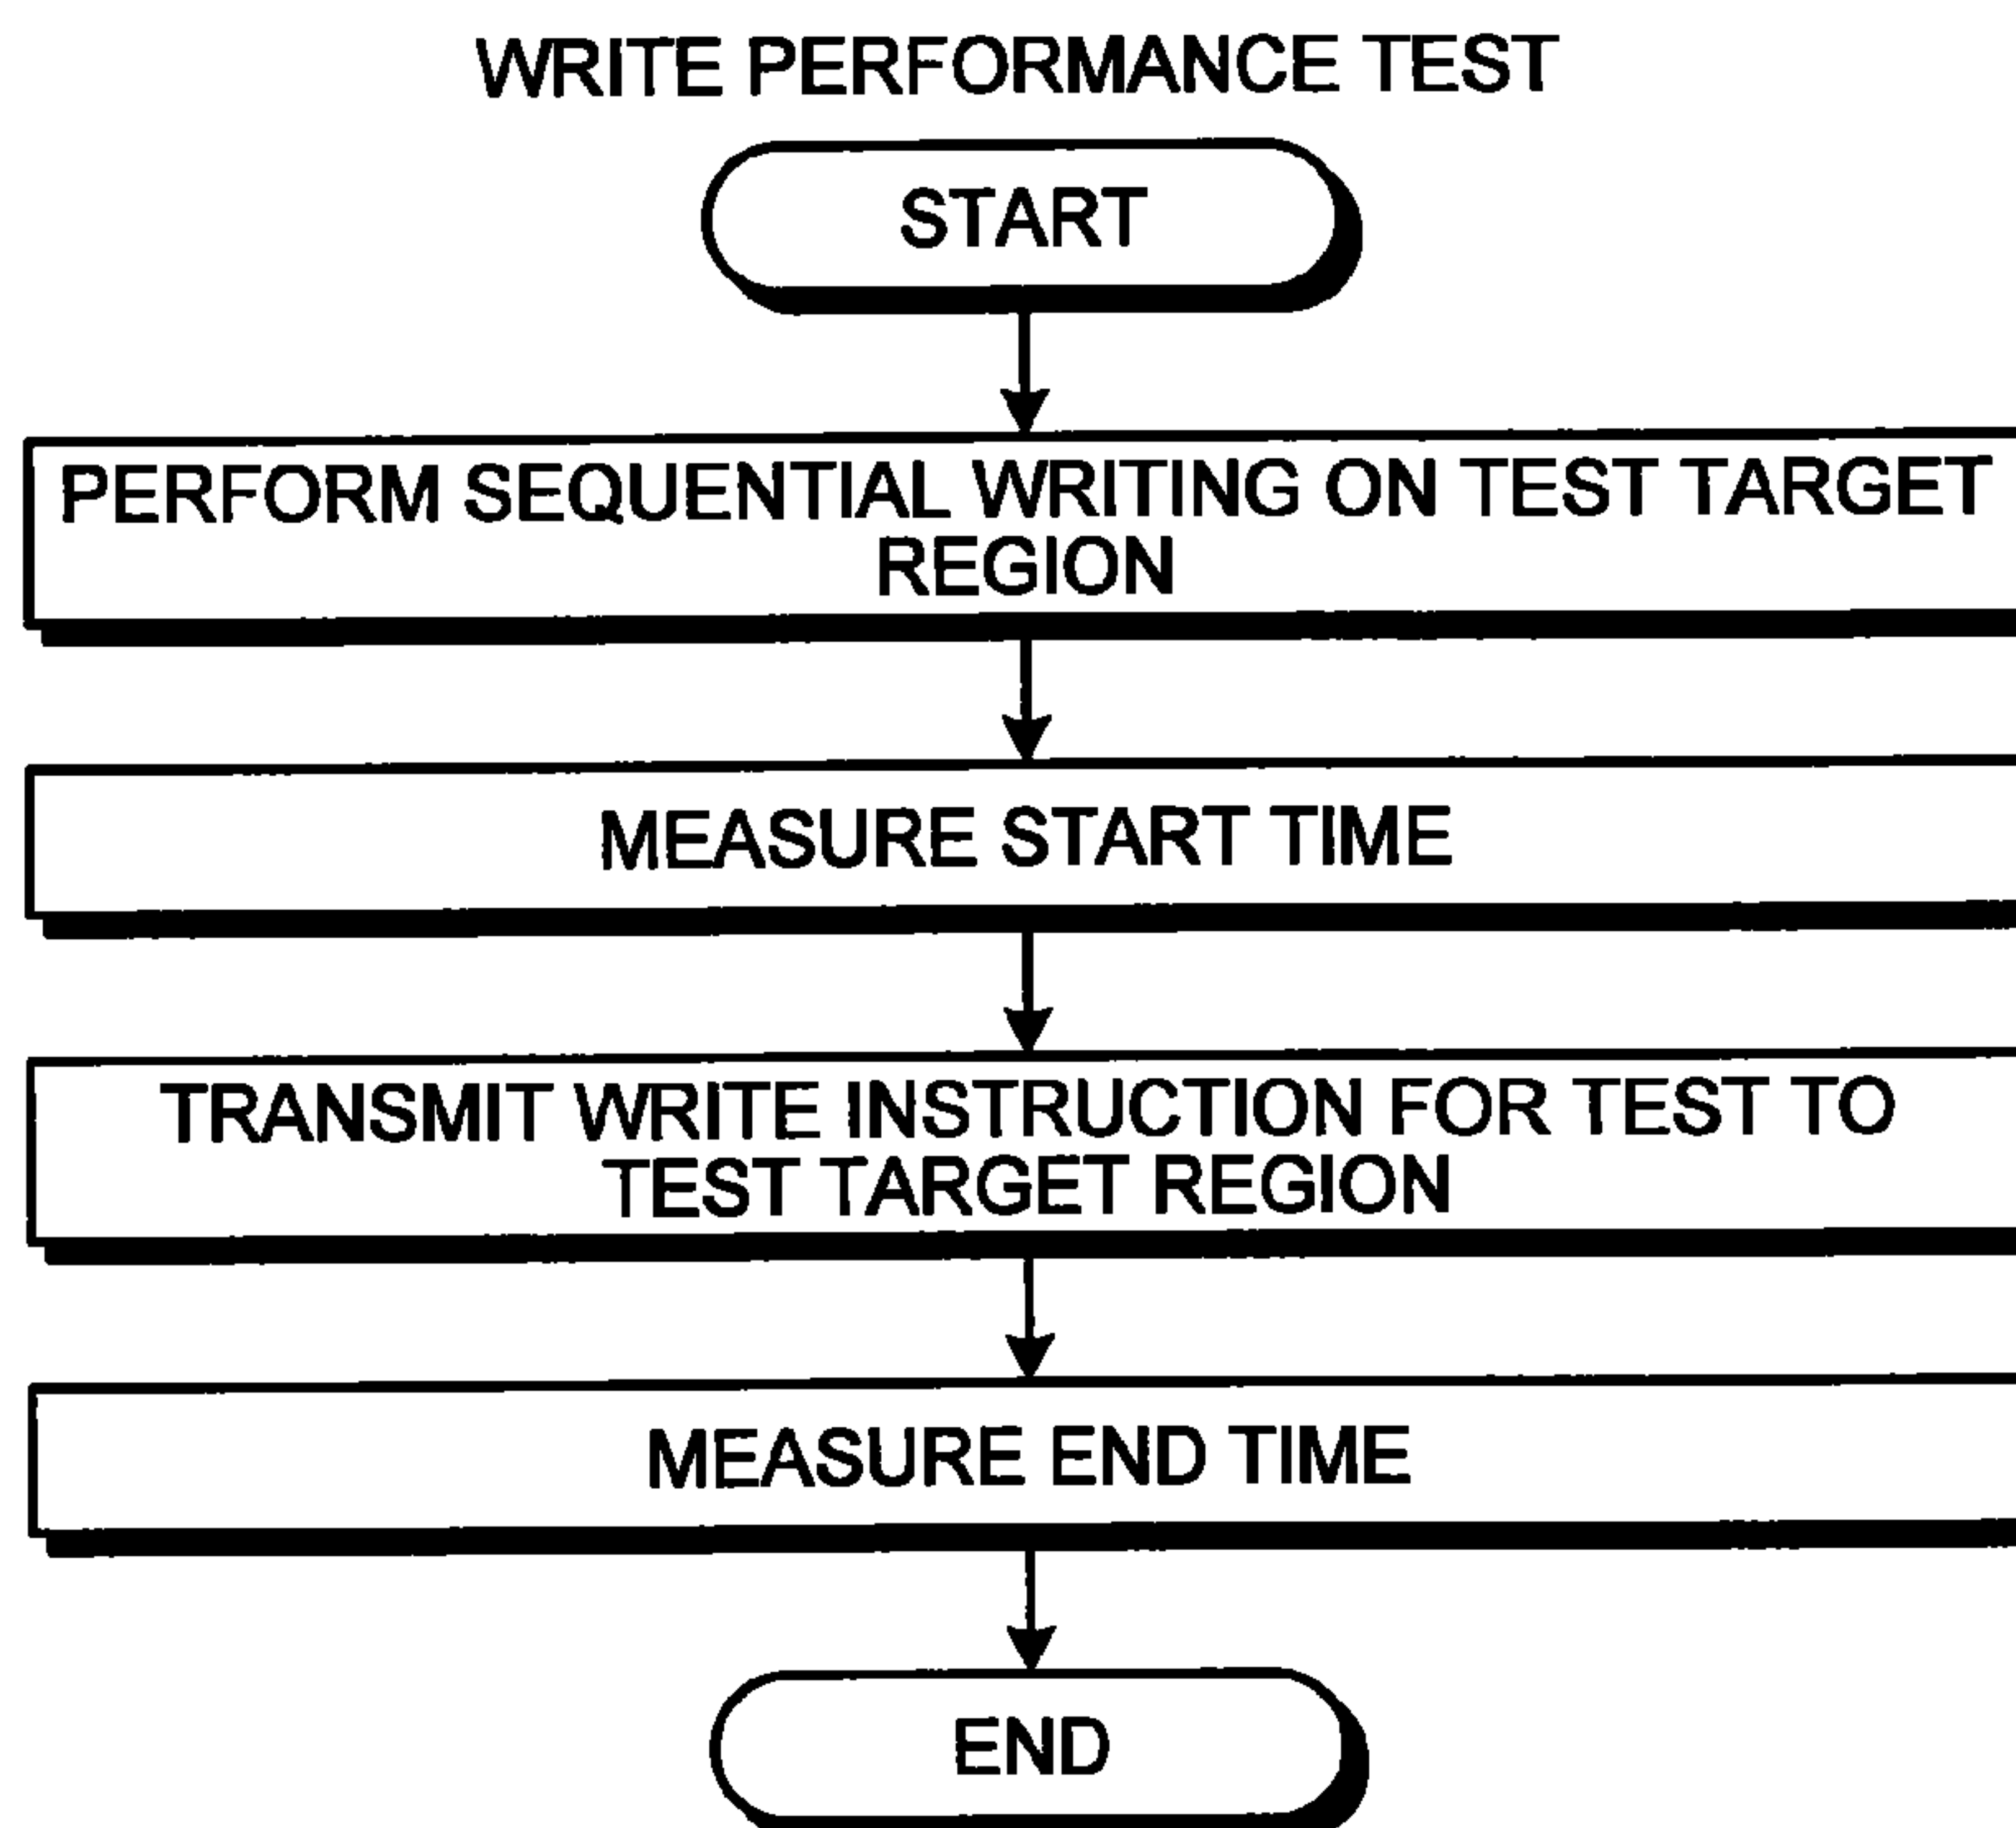 WRITE PERFORMANCE TEST
START
PERFORM SEQUENTIAL WRITING ON TEST TARGET
REGION
MEASURE START TIME
TRANSMIT WRITE INSTRUCTION FOR TEST TO
TEST TARGET REGION
MEASURE END TIME
END